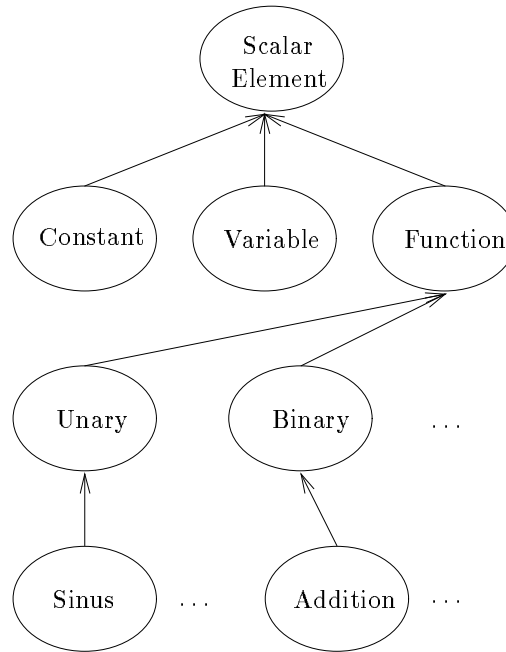 Scalar
Element
Constant
Variable
Function
Unary
Binary
...
Sinus
...
Addition
...